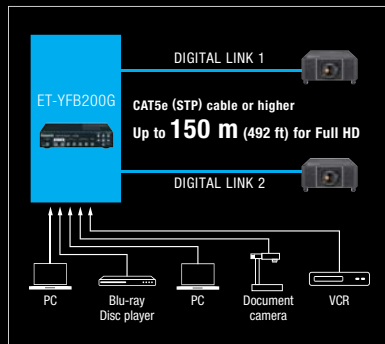 DIGITAL LINK 1
ET-YFB200G
CAT5e (STP) cable or higher
Up to 150 m (492 ft) for Full HD
DIGITAL LINK 2
PC
Blu-ray
Disc player
PC
Document
camera
VCR